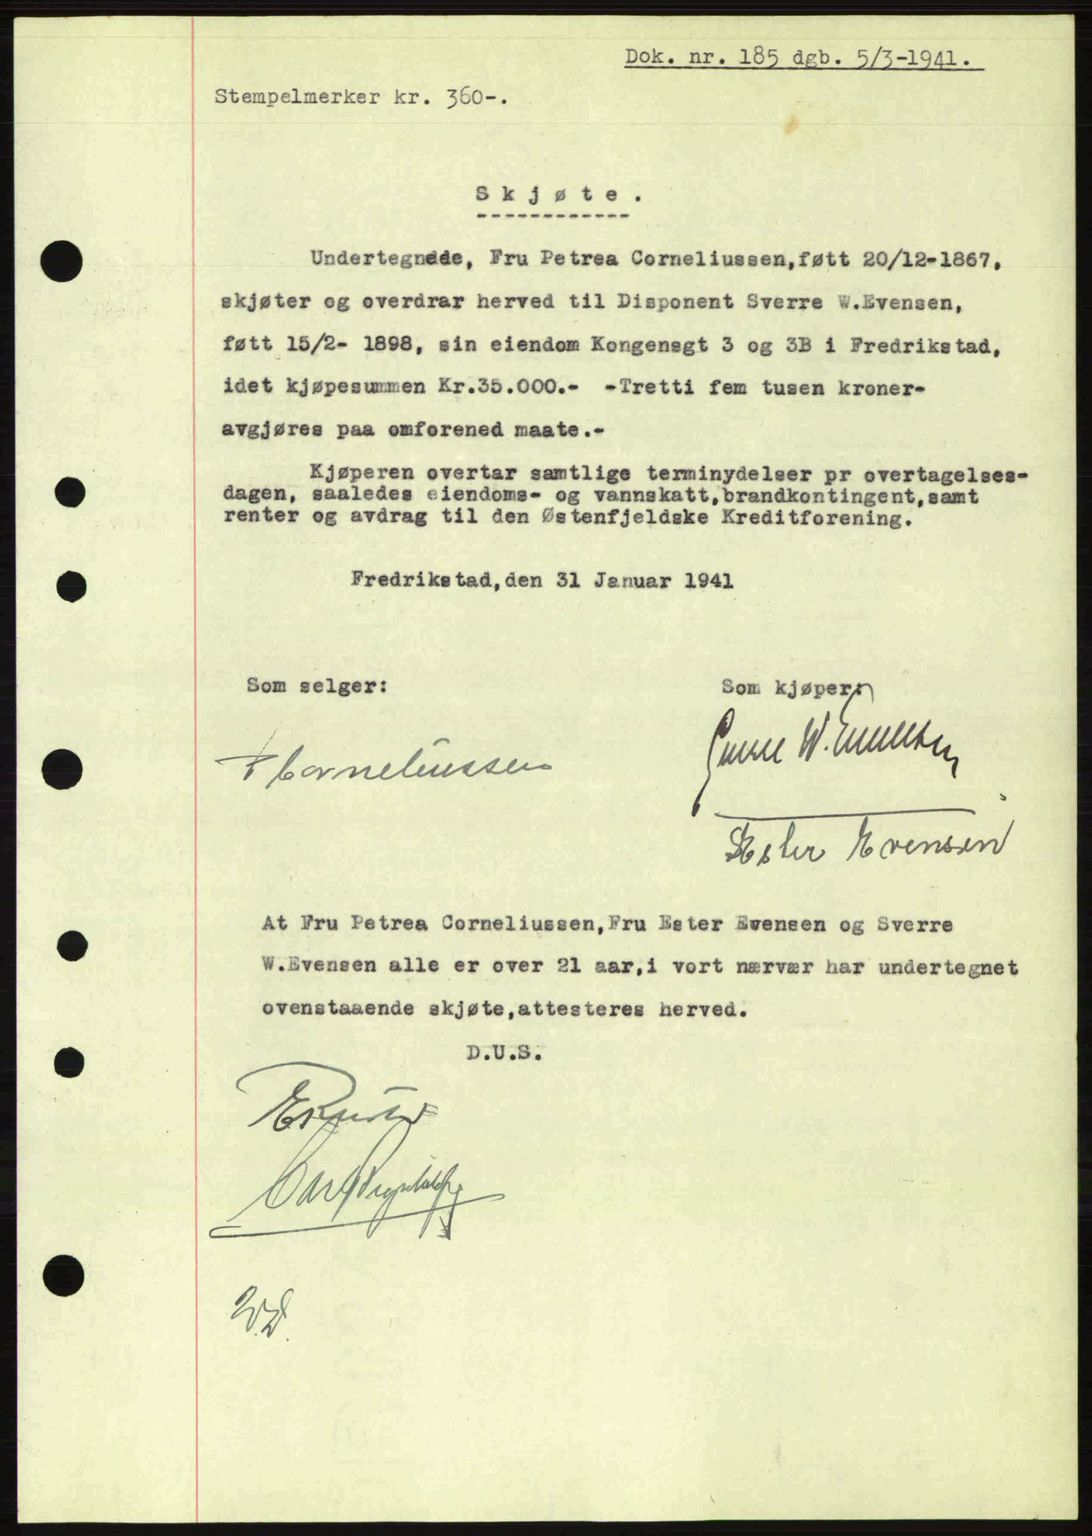 Dok. nr. 185 dgb. 5/3-1941.
Stempelmerker kr. 360-.
Skjøte.
Undertegnede, Fru Petrea Corneliussen,født 20/12-1867,
skjøter og overdrar herved til Disponent Sverre W.Evensen,
føtt 15/2- 1898, sin eiendom Kongensgt 3 og 3B i Fredrikstad,
idet kjøpesummen Kr.35.000.- -Tretti fem tusen kroner-
avgjøres paa omforened maate.-
Kjøperen overtar samtlige terminydelser pr overtagelses-
dagen, saaledes eiendoms- og vannskatt,brandkontingent,samt
renter og avdrag til den Østenfjeldske Kreditforening.
Fredrikstad,den 31 Januar 1941
Som selger:
Som kjøper:
P Corneliussen
Sverre W. Evensen
Ester Evensen
At Fru Petrea Corneliussen,Fru Ester Evensen og Sverre
W.Evensen alle er over 21 aar,i vort nærvær har undertegnet
ovenstaaende skjøte,attesteres herved.
D.U.S.
Carl